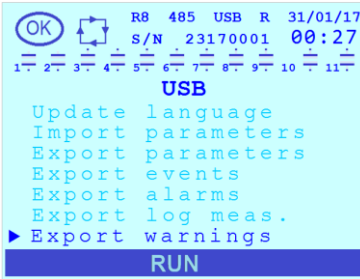 OK R8 485 USB R 31/01/17
S/N 23170001 00:27
1 2 3 4 5 6 7 8 9 10 11
USB
Update language
Import parameters
Export parameters
Export events
Export alarms
Export log meas.
Export warnings
RUN